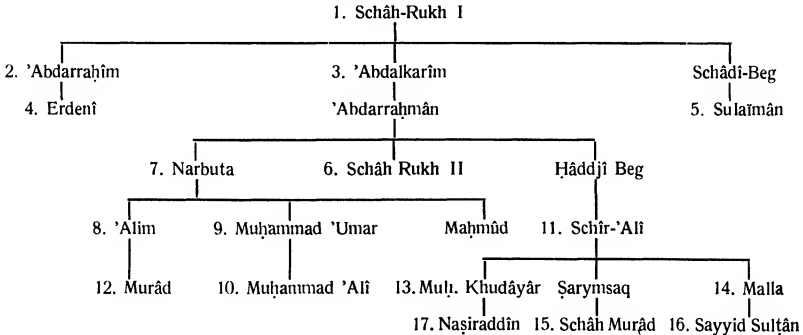 1. Schâh-Rukh I
2. ’Abdarraḥîm 3. ’Abdalkarîm Schâdî-Beg
4. Erdenî ’Abdarraḥmân 5. Sulaïmân
7. Narbuta 6. Schâh Rukh II Ḥâddjî Beg
8. ’Alim 9. Muḥammad ’Umar Maḥmûd 11. Schîr-’Alî
12. Murâd 10. Muḥammad ’Alî 13. Muḥ. Khudâyâr Ṣarymsaq 14. Malla
17. Naṣiraddîn 15. Schâh Murâd 16. Sayyid Sulṭân